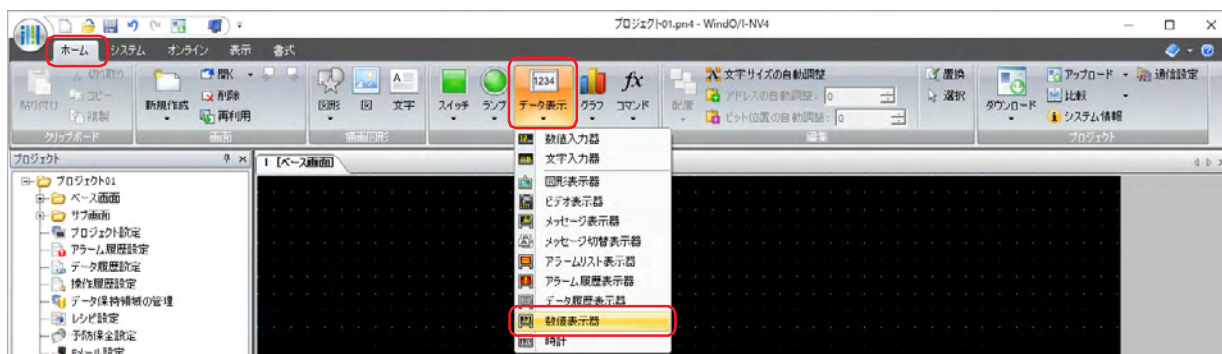 プロジェクト01.pn4 - WindO/I-NV4
ホーム システム オンライン 表示 書式
貼り付け 切り取り コピー 複製
クリップボード
新規作成 開く 削除 再利用
画面
図形 図 文字
描画図形
スイッチ ランプ データ表示 グラフ コマンド
1234
fx
配置 文字サイズの自動調整
アドレスの自動調整: 0
ビット位置の自動調整: 0
置換
選択
編集
ダウンロード アップロード 通信設定
比較
システム情報
プロジェクト
数値入力器
文字入力器
図形表示器
ビデオ表示器
メッセージ表示器
メッセージ切替表示器
アラームリスト表示器
アラーム履歴表示器
データ履歴表示器
数値表示器
時計
プロジェクト
1 [ベース画面]
プロジェクト01
ベース画面
サブ画面
プロジェクト設定
アラーム履歴設定
データ履歴設定
操作履歴設定
データ保持領域の管理
レシピ設定
予防保全設定
Eメール設定